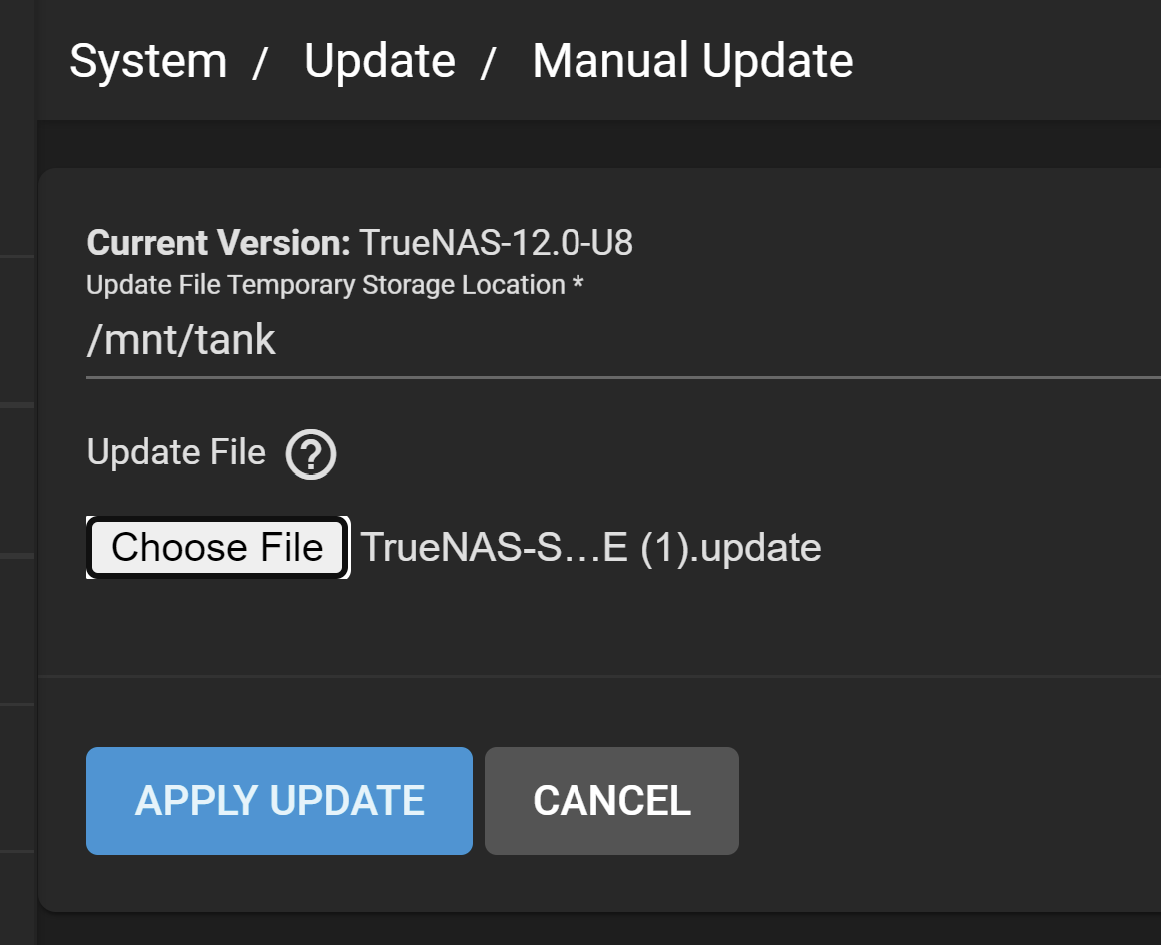 System / Update / Manual Update
Current Version: TrueNAS-12.0-U8
Update File Temporary Storage Location *
/mnt/tank
Update File ?
Choose File TrueNAS-S...E (1).update
APPLY UPDATE CANCEL